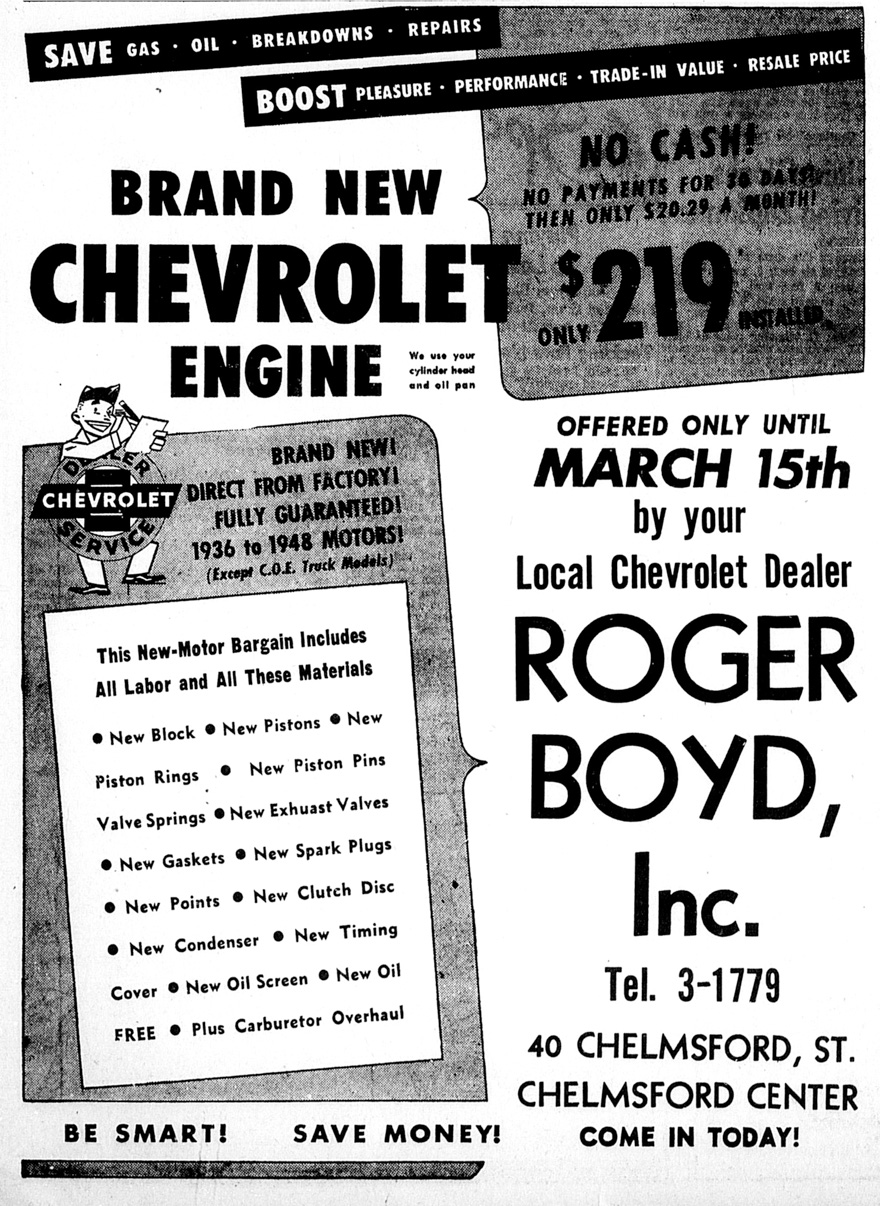 SAVE GAS · OIL · BREAKDOWNS · REPAIRS
BOOST PLEASURE · PERFORMANCE · TRADE-IN VALUE · RESALE PRICE
NO CASH!
NO PAYMENTS FOR 30 DAYS!
THEN ONLY $20.29 A MONTH!
BRAND NEW
CHEVROLET
ENGINE
We use your
cylinder head
and oil pan
$219
ONLY INSTALLED
DEALER
CHEVROLET
SERVICE
BRAND NEW!
DIRECT FROM FACTORY!
FULLY GUARANTEED!
1936 to 1948 MOTORS!
(Except C.O.E. Truck Models)
This New-Motor Bargain Includes
All Labor and All These Materials
• New Block • New Pistons • New
Piston Rings • New Piston Pins
Valve Springs • New Exhuast Valves
• New Gaskets • New Spark Plugs
• New Points • New Clutch Disc
• New Condenser • New Timing
Cover • New Oil Screen • New Oil
FREE • Plus Carburetor Overhaul
OFFERED ONLY UNTIL
MARCH 15th
by your
Local Chevrolet Dealer
ROGER
BOYD,
Inc.
Tel. 3-1779
40 CHELMSFORD, ST.
CHELMSFORD CENTER
COME IN TODAY!
BE SMART! SAVE MONEY!